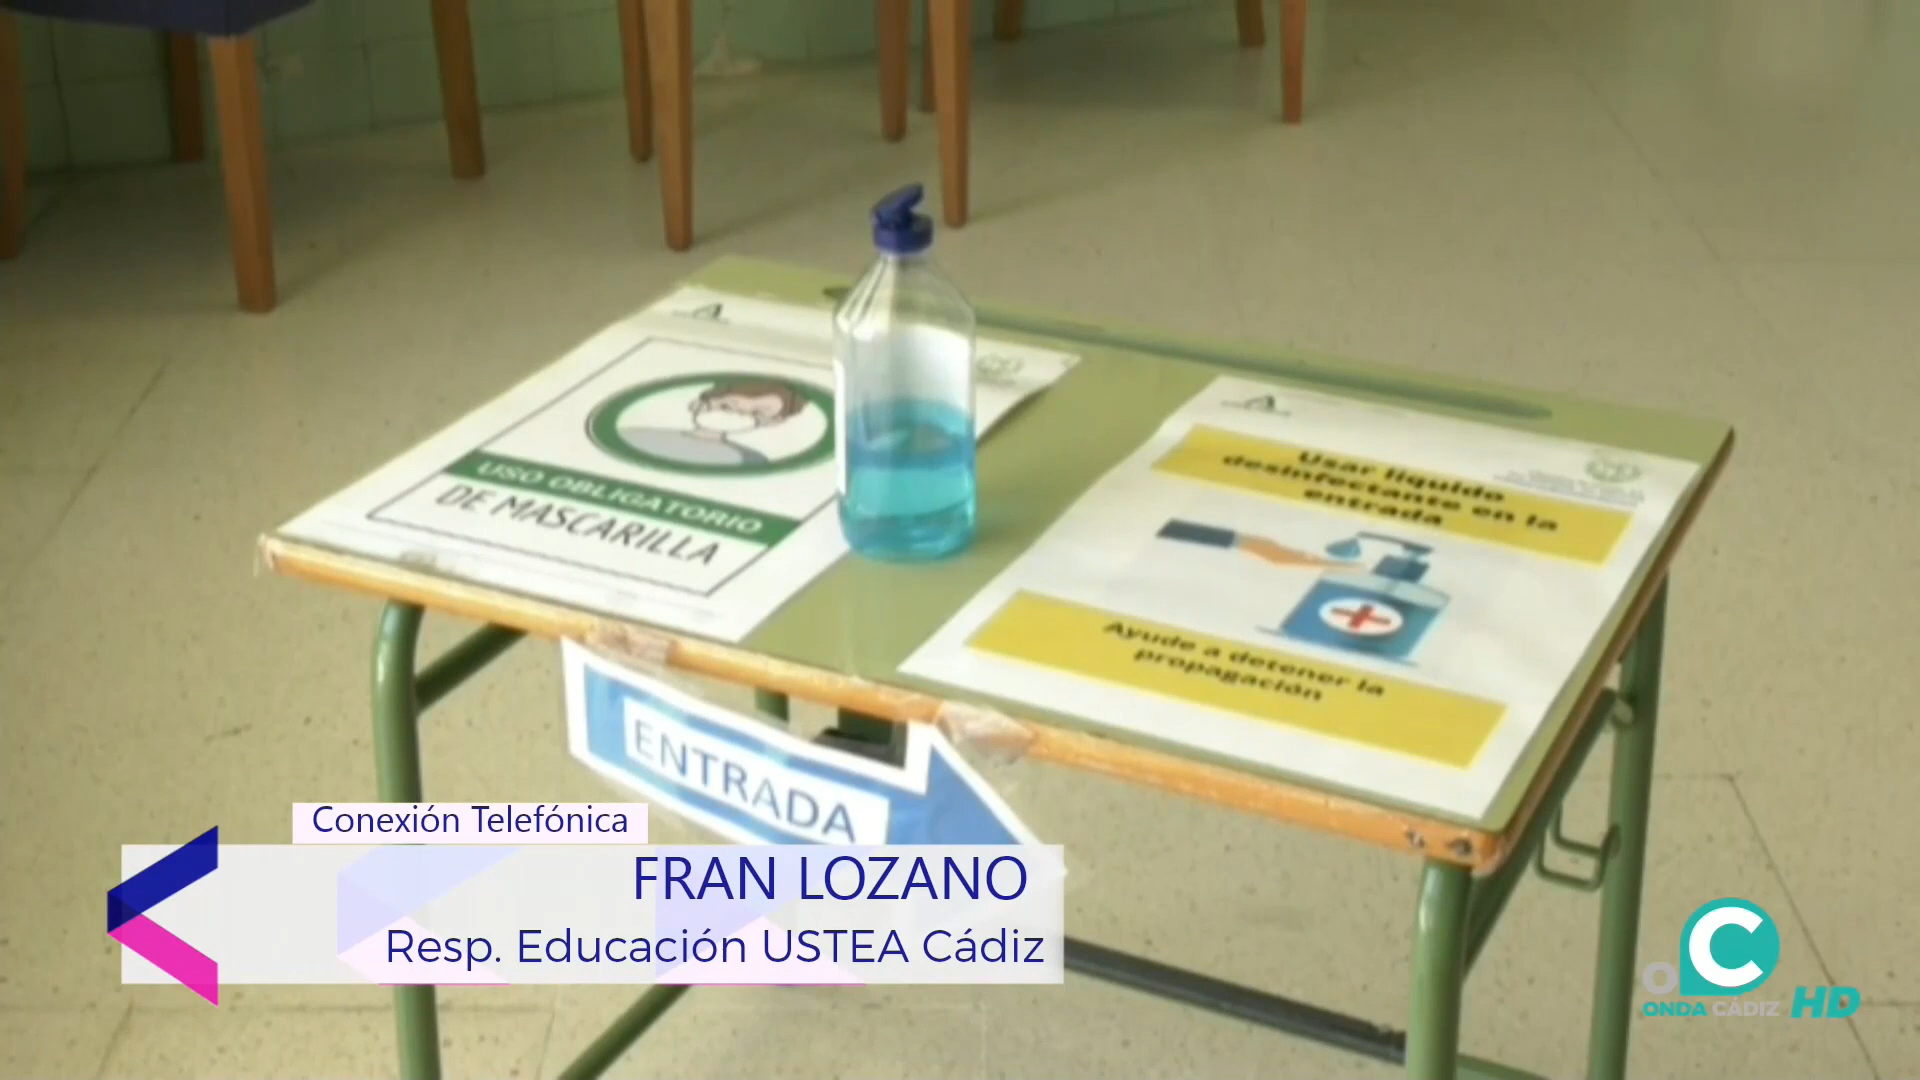 USO OBLIGATORIO
DE MASCARILLA
Usar líquido
desinfectante en la
entrada
Ayude a detener la
propagación
ENTRADA
Conexión Telefónica
FRAN LOZANO
Resp. Educación USTEA Cádiz
ONDA CÁDIZ HD